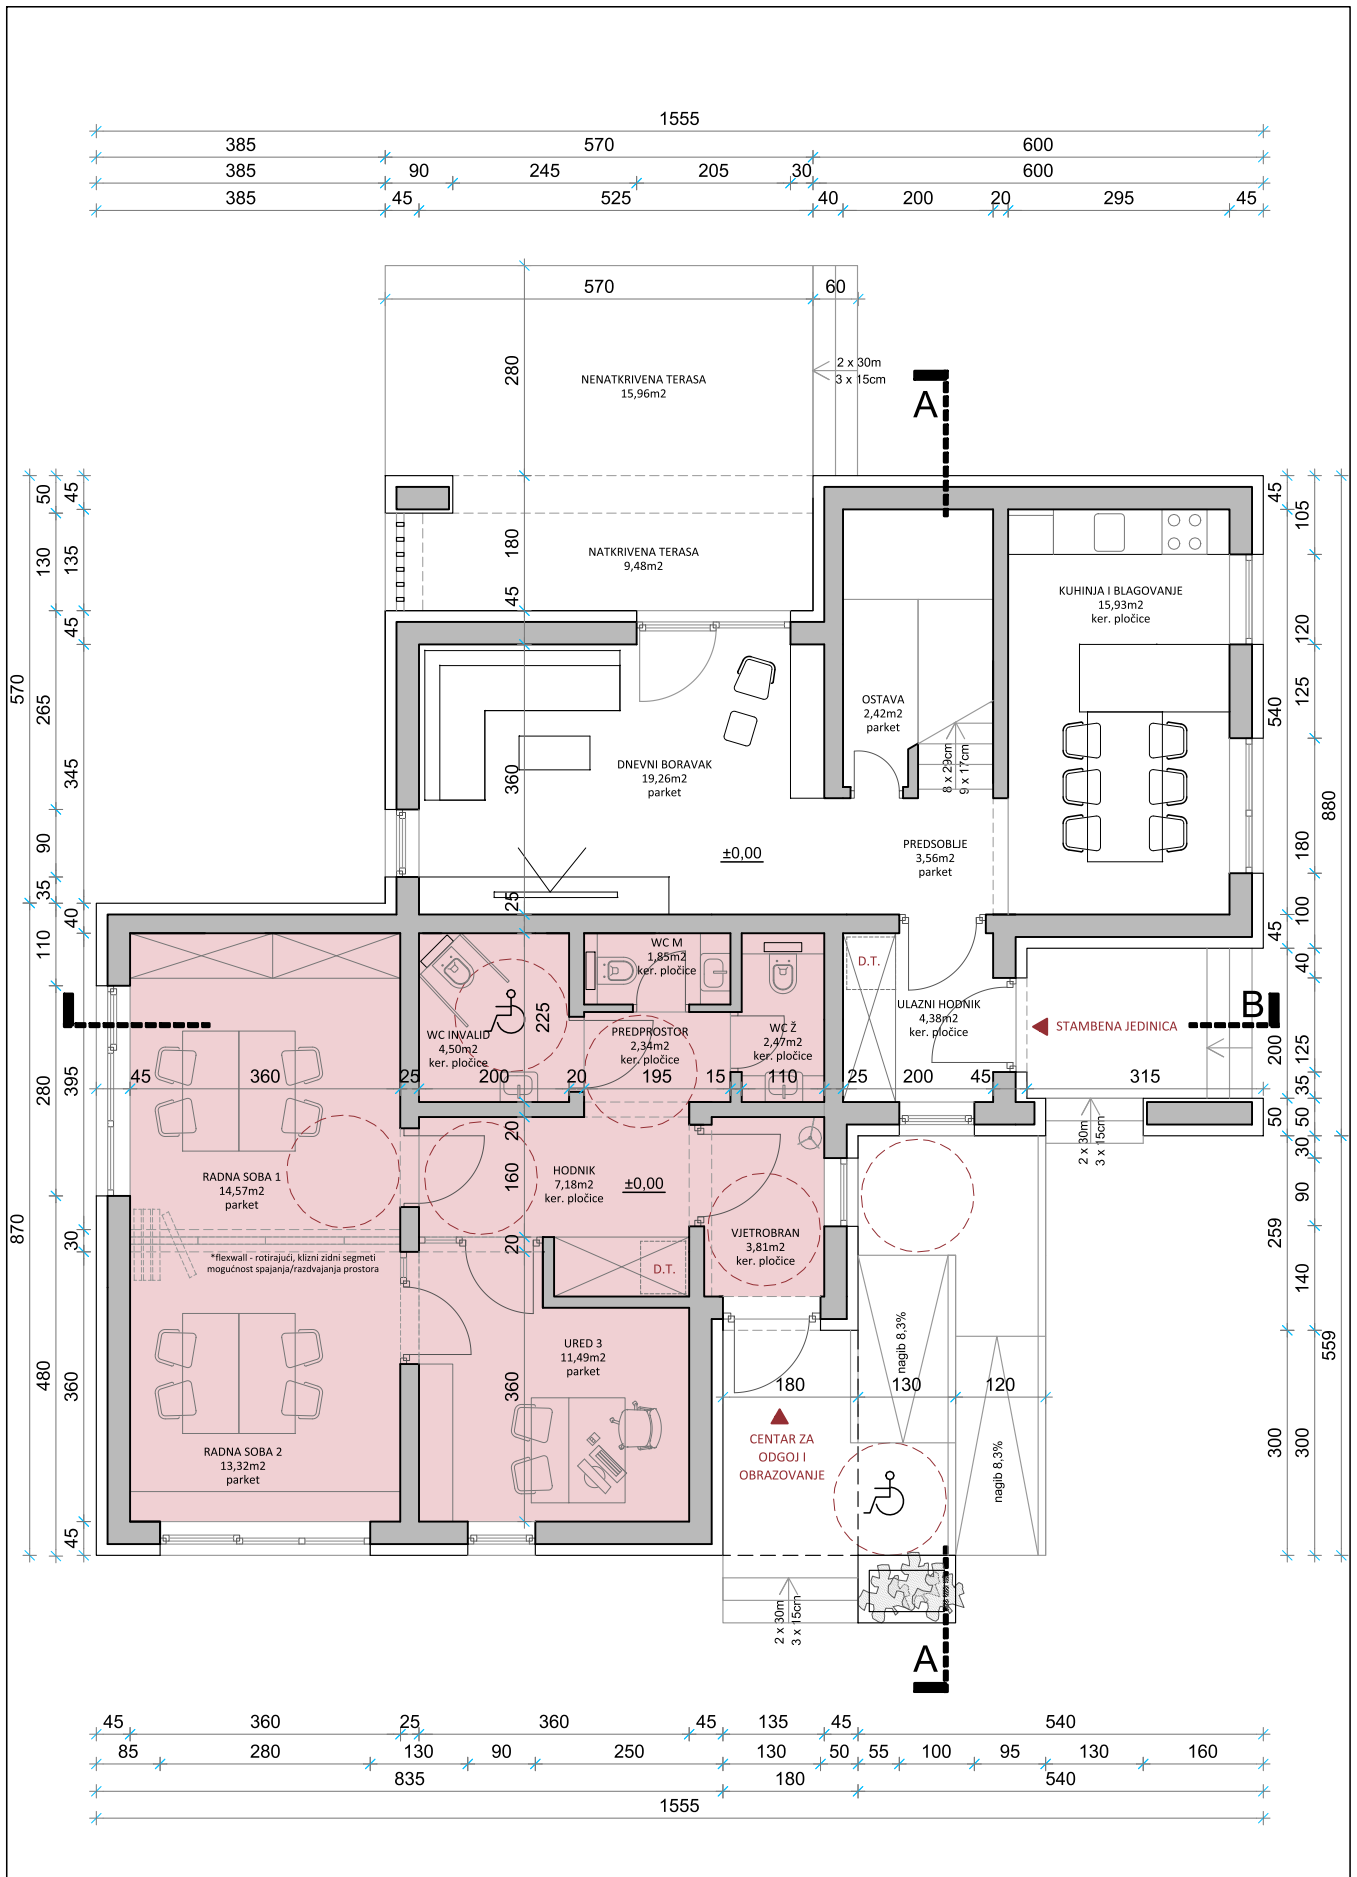 1555
385 570 600
385 90 245 205 30 600
385 45 525 40 200 20 295 45
570 60
280
NENATKRIVENA TERASA
15,96m2
2 x 30m
3 x 15cm
A
NATKRIVENA TERASA
9,48m2
180
45
KUHINJA I BLAGOVANJE
15,93m2
ker. pločice
OSTAVA
2,42m2
parket
8 x 29cm
9 x 17cm
DNEVNI BORAVAK
19,26m2
parket
360
±0,00
PREDSOBLJE
3,56m2
parket
25
570
870
50
130
265
90
35
110
280
480
45
135
45
345
40
395
30
360
45
45
540
45
40
200
50
259
300
105
120
125
180
100
125
35
50
30
90
140
300
880
559
WC M
1,85m2
ker. pločice
D.T.
WC INVALID
4,50m2
ker. pločice
225
PREDPROSTOR
2,34m2
ker. pločice
WC Ž
2,47m2
ker. pločice
ULAZNI HODNIK
4,38m2
ker. pločice
STAMBENA JEDINICA
B
45 360 25 200 20 195 15 110 25 200 45 315
2 x 30m
3 x 15cm
20
160
20
RADNA SOBA 1
14,57m2
parket
HODNIK
7,18m2
ker. pločice
±0,00
VJETROBRAN
3,81m2
ker. pločice
*flexwall - rotirajući, klizni zidni segmeti
mogućnost spajanja/razdvajanja prostora
D.T.
URED 3
11,49m2
parket
360
nagib 8,3%
180 130 120
CENTAR ZA
ODGOJ I
OBRAZOVANJE
nagib 8,3%
RADNA SOBA 2
13,32m2
parket
2 x 30m
3 x 15cm
A
45 360 25 360 45 135 45 540
85 280 130 90 250 130 50 55 100 95 130 160
835 180 540
1555